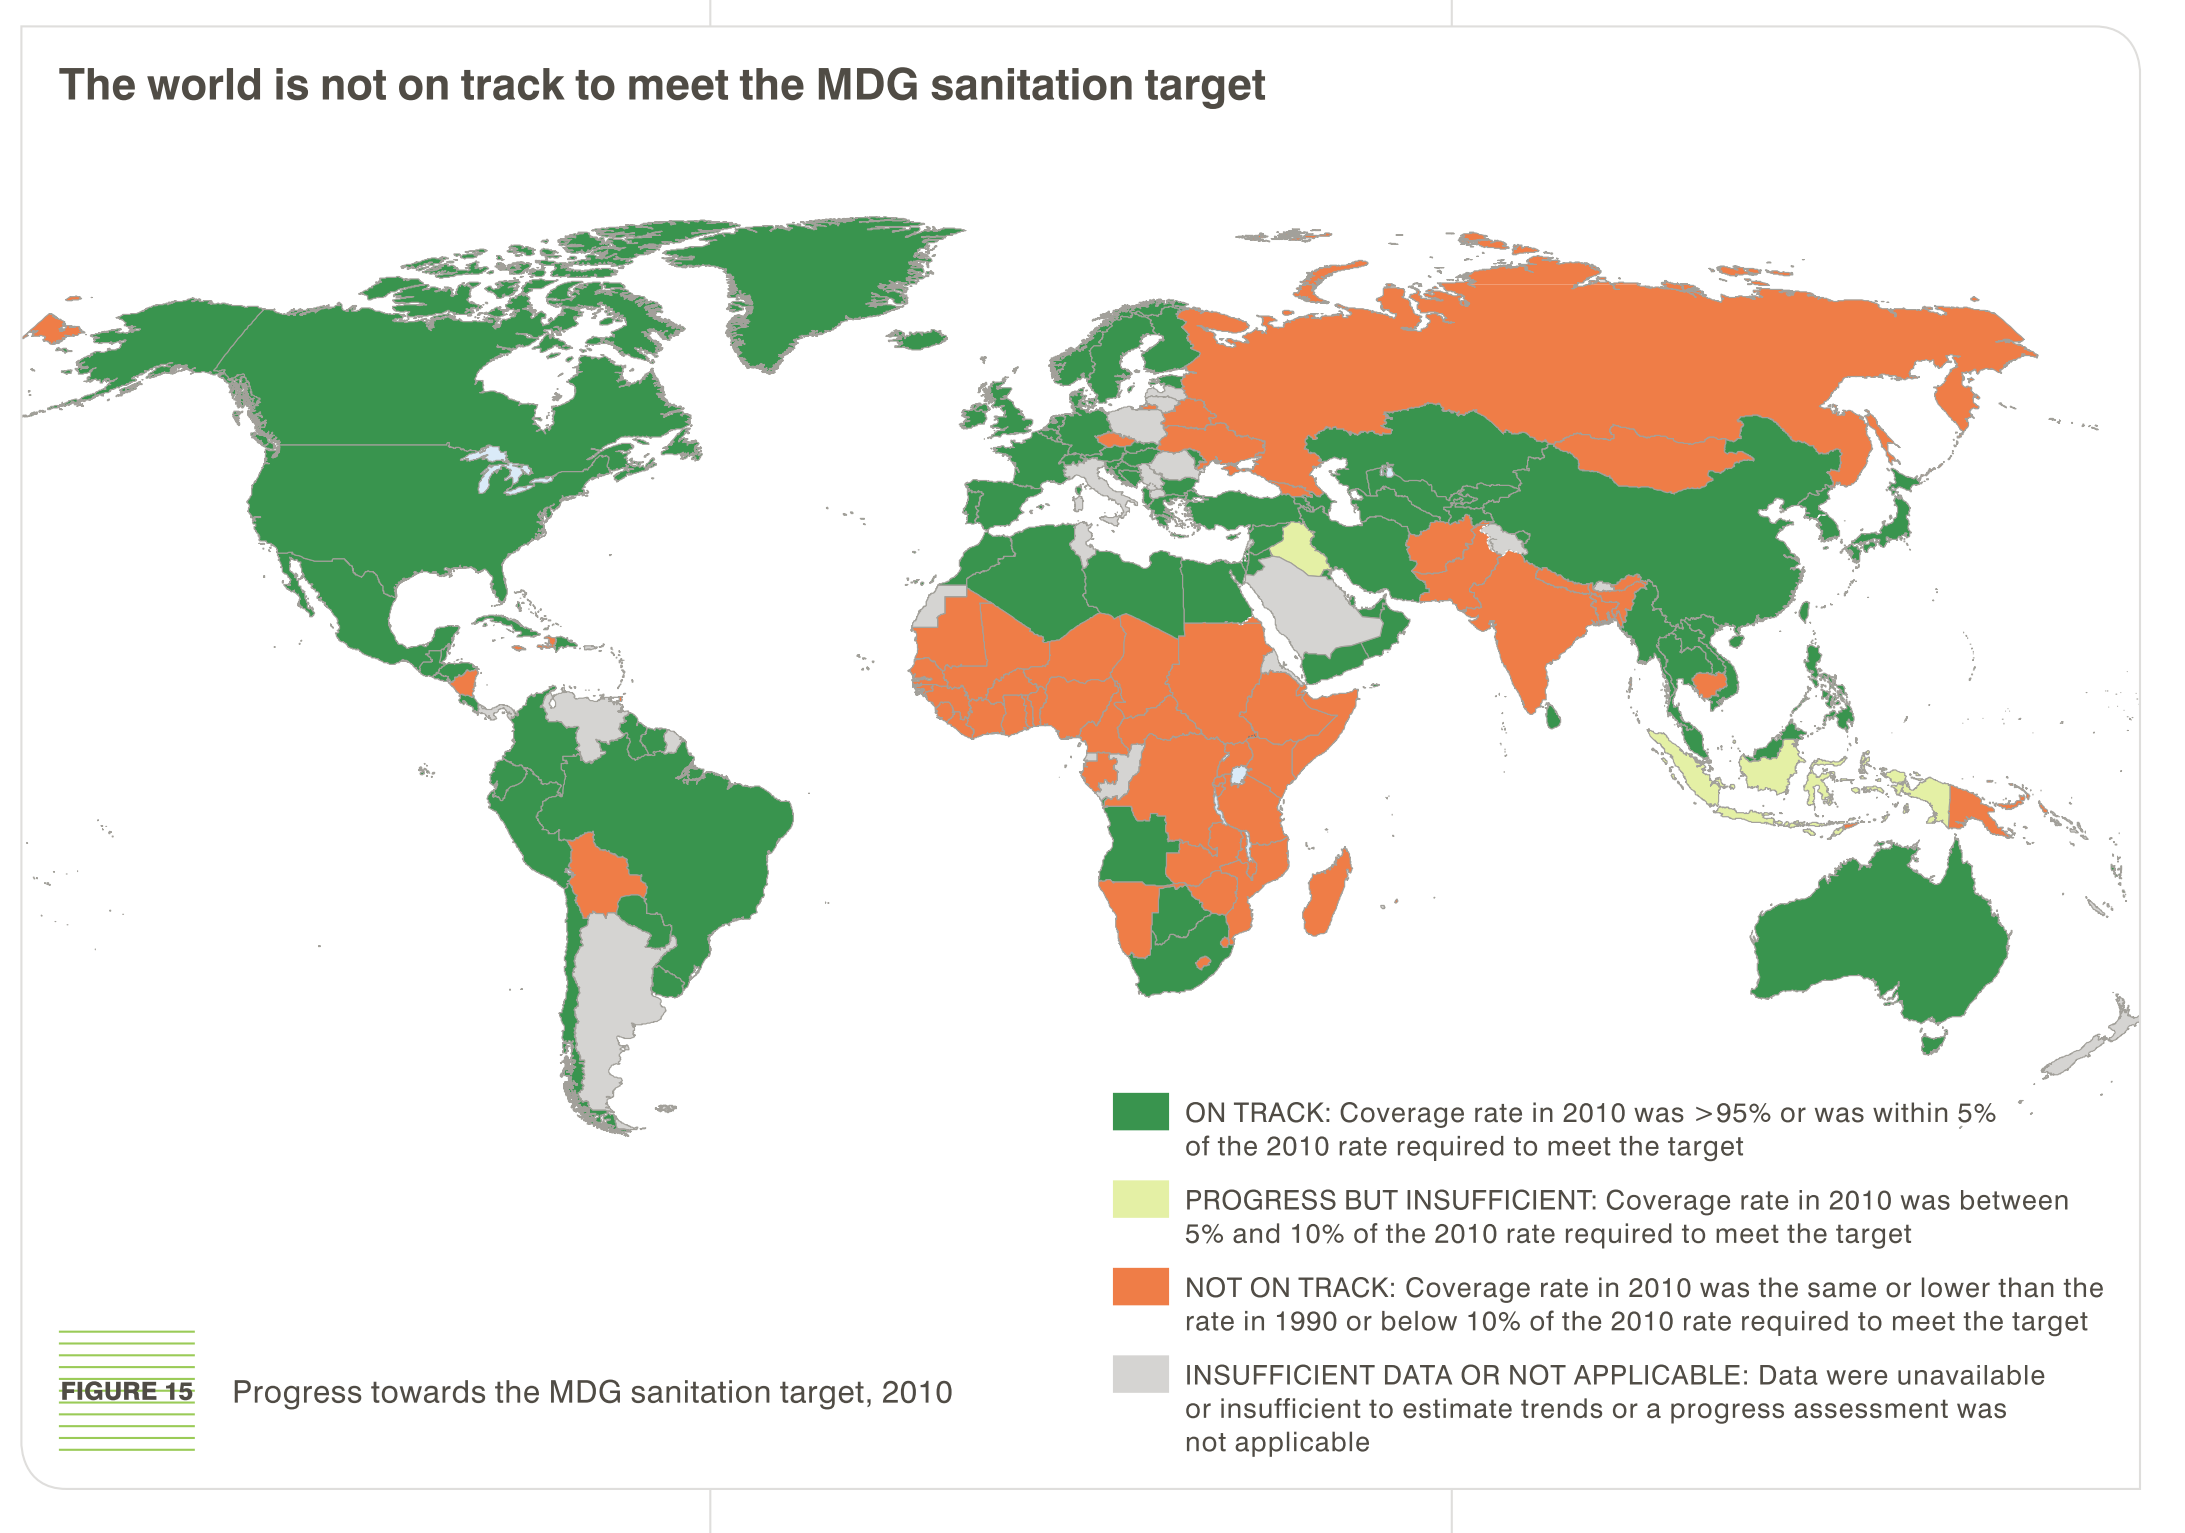 The world is not on track to meet the MDG sanitation target
ON TRACK: Coverage rate in 2010 was >95% or was within 5%
of the 2010 rate required to meet the target
PROGRESS BUT INSUFFICIENT: Coverage rate in 2010 was between
5% and 10% of the 2010 rate required to meet the target
NOT ON TRACK: Coverage rate in 2010 was the same or lower than the
rate in 1990 or below 10% of the 2010 rate required to meet the target
INSUFFICIENT DATA OR NOT APPLICABLE: Data were unavailable
or insufficient to estimate trends or a progress assessment was
not applicable
FIGURE 15 Progress towards the MDG sanitation target, 2010